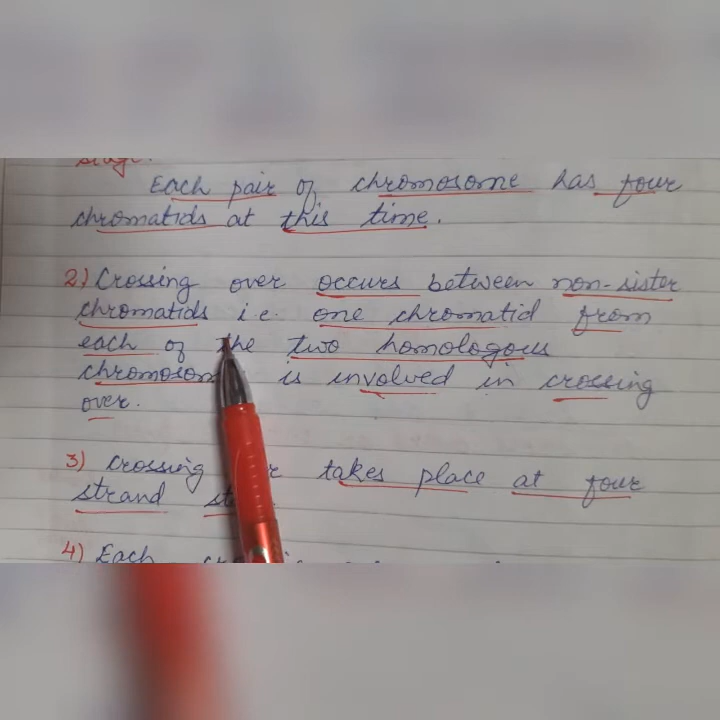 stage.
Each pair of chromosome has four
chromatids at this time.
2) Crossing over occurs between non-sister
chromatids i.e. one chromatid from
each of the two homologous
chromosom is involved in crossing
over.
3) Crossing takes place at four
strand
4) Each